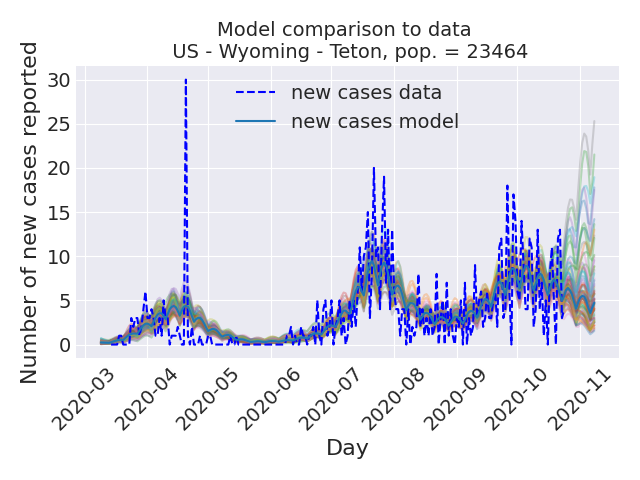 Model comparison to data
US - Wyoming - Teton, pop. = 23464
Number of new cases reported
30
25
20
15
10
5
0
new cases data
new cases model
2020-03
2020-04
2020-05
2020-06
2020-07
2020-08
2020-09
2020-10
2020-11
Day